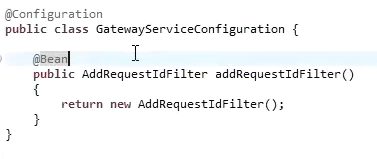 @Configuration
public class GatewayServiceConfiguration {
@Bean
public AddRequestIdFilter addRequestIdFilter()
{
return new AddRequestIdFilter();
}
}